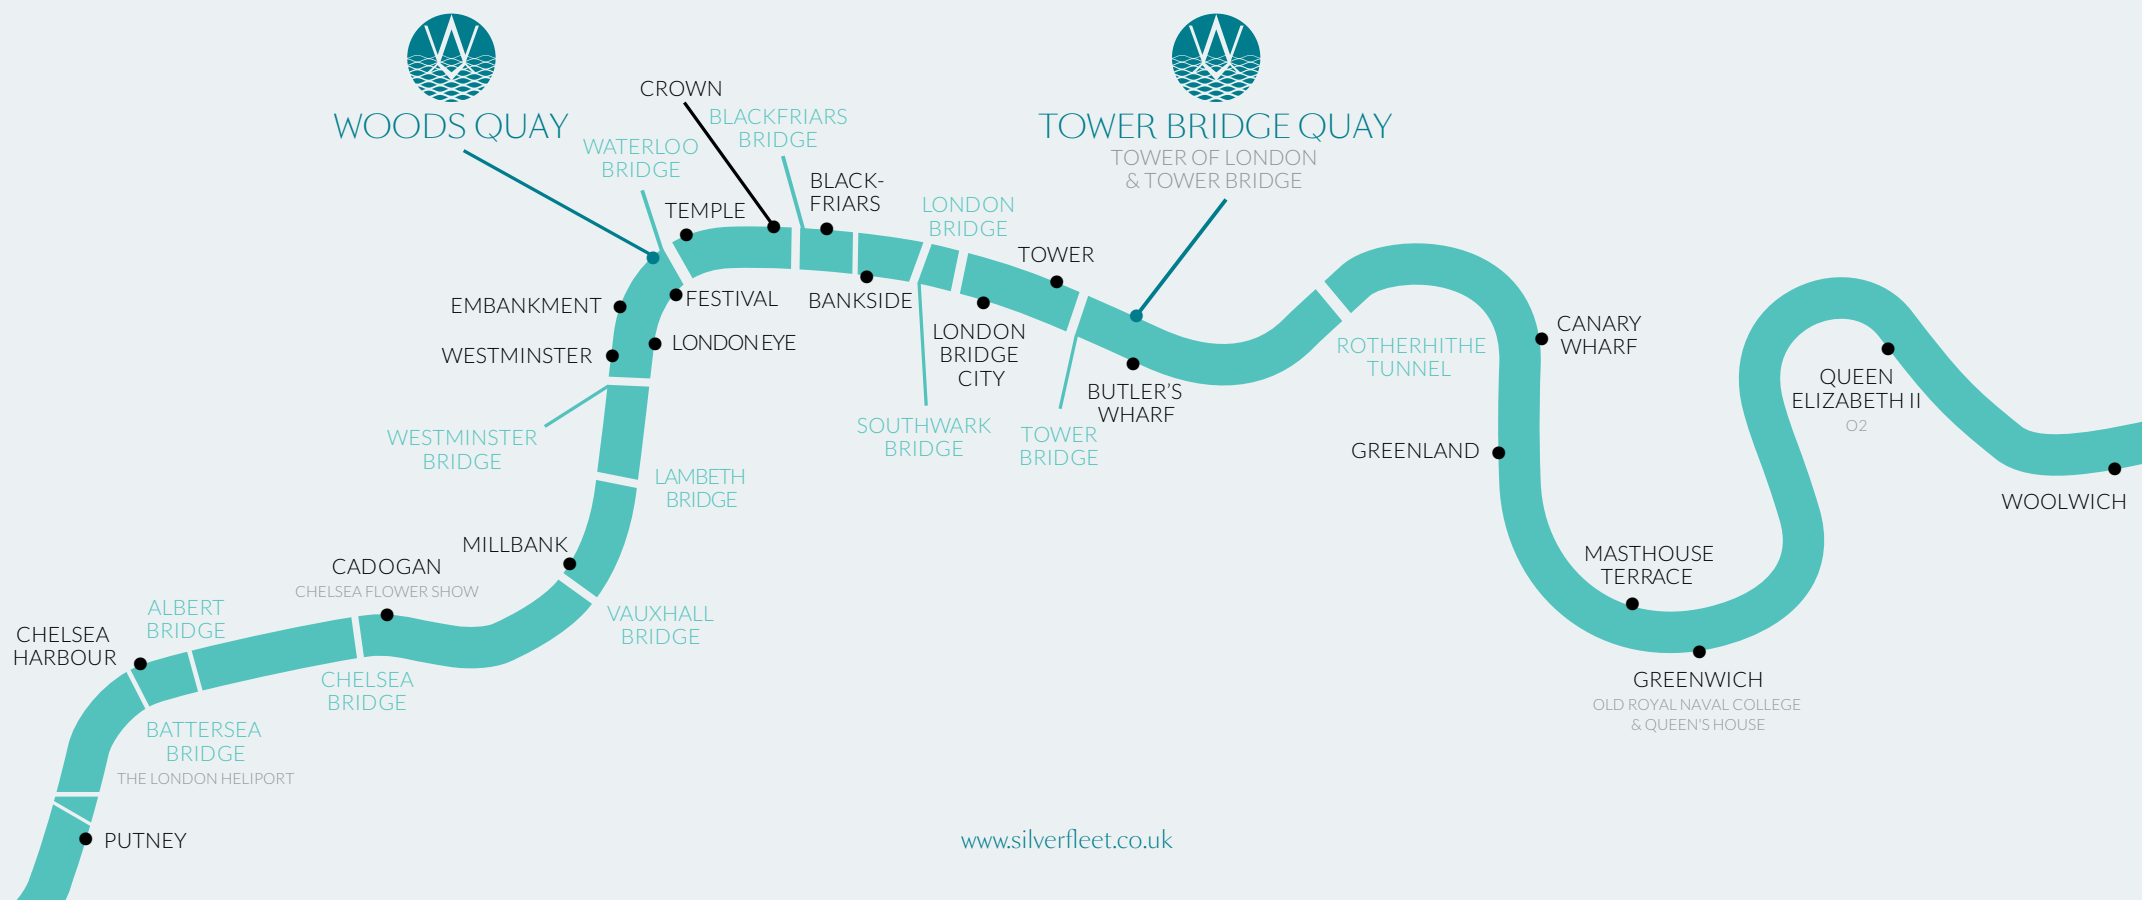 CROWN
WOODS QUAY
BLACKFRIARS
BRIDGE
WATERLOO
BRIDGE
TOWER BRIDGE QUAY
TOWER OF LONDON
& TOWER BRIDGE
BLACK-
FRIARS
TEMPLE
LONDON
BRIDGE
TOWER
EMBANKMENT
FESTIVAL
BANKSIDE
WESTMINSTER
LONDON EYE
LONDON
BRIDGE
CITY
ROTHERHITHE
TUNNEL
CANARY
WHARF
BUTLER'S
WHARF
QUEEN
ELIZABETH II
O2
WESTMINSTER
BRIDGE
SOUTHWARK
BRIDGE
TOWER
BRIDGE
GREENLAND
LAMBETH
BRIDGE
WOOLWICH
MILLBANK
MASTHOUSE
TERRACE
CADOGAN
CHELSEA FLOWER SHOW
ALBERT
BRIDGE
VAUXHALL
BRIDGE
CHELSEA
HARBOUR
CHELSEA
BRIDGE
GREENWICH
OLD ROYAL NAVAL COLLEGE
& QUEEN'S HOUSE
BATTERSEA
BRIDGE
THE LONDON HELIPORT
PUTNEY
www.silverfleet.co.uk